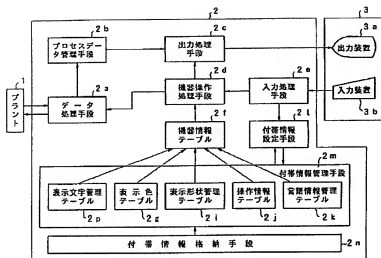 2
3
2b
プロセスデー
タ管理手段
2c
出力処理
手段
3a
出力装置
1
プラント
2a
データ
処理手段
2d
機器操作
処理手段
2e
入力処理
手段
入力装置
3b
2f
機器情報
テーブル
2l
付帯情報
設定手段
2m
付帯情報管理手段
表示文字管理
テーブル
2p
表示色
テーブル
2g
表示形状管理
テーブル
2i
操作情報
テーブル
2j
言語情報管理
テーブル
2k
付帯情報格納手段
2n